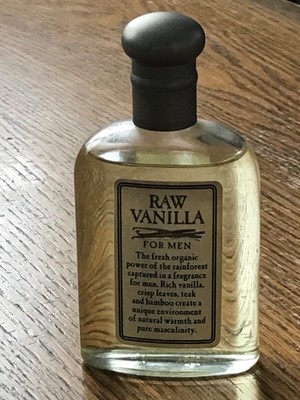 RAW
VANILLA
FOR MEN
The fresh organic
power of the rainforest
captured in a fragrance
for men. Rich vanilla,
crisp leaves, teak
and bamboo create a
unique environment
of natural warmth and
pure masculinity.